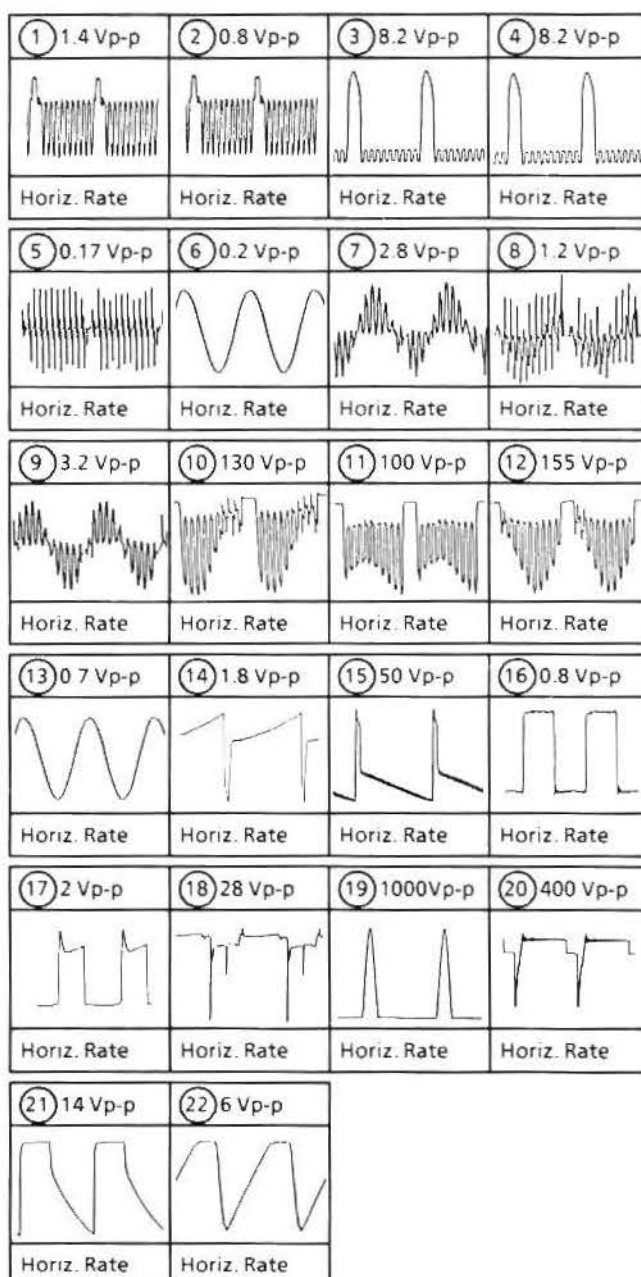 1 1.4 Vp-p 2 0.8 Vp-p 3 8.2 Vp-p 4 8.2 Vp-p
Horiz. Rate Horiz. Rate Horiz. Rate Horiz. Rate
5 0.17 Vp-p 6 0.2 Vp-p 7 2.8 Vp-p 8 1.2 Vp-p
Horiz. Rate Horiz. Rate Horiz. Rate Horiz. Rate
9 3.2 Vp-p 10 130 Vp-p 11 100 Vp-p 12 155 Vp-p
Horiz. Rate Horiz. Rate Horiz. Rate Horiz. Rate
13 0 7 Vp-p 14 1.8 Vp-p 15 50 Vp-p 16 0.8 Vp-p
Horiz. Rate Horiz. Rate Horiz. Rate Horiz. Rate
17 2 Vp-p 18 28 Vp-p 19 1000Vp-p 20 400 Vp-p
Horiz. Rate Horiz. Rate Horiz. Rate Horiz. Rate
21 14 Vp-p 22 6 Vp-p
Horiz. Rate Horiz. Rate